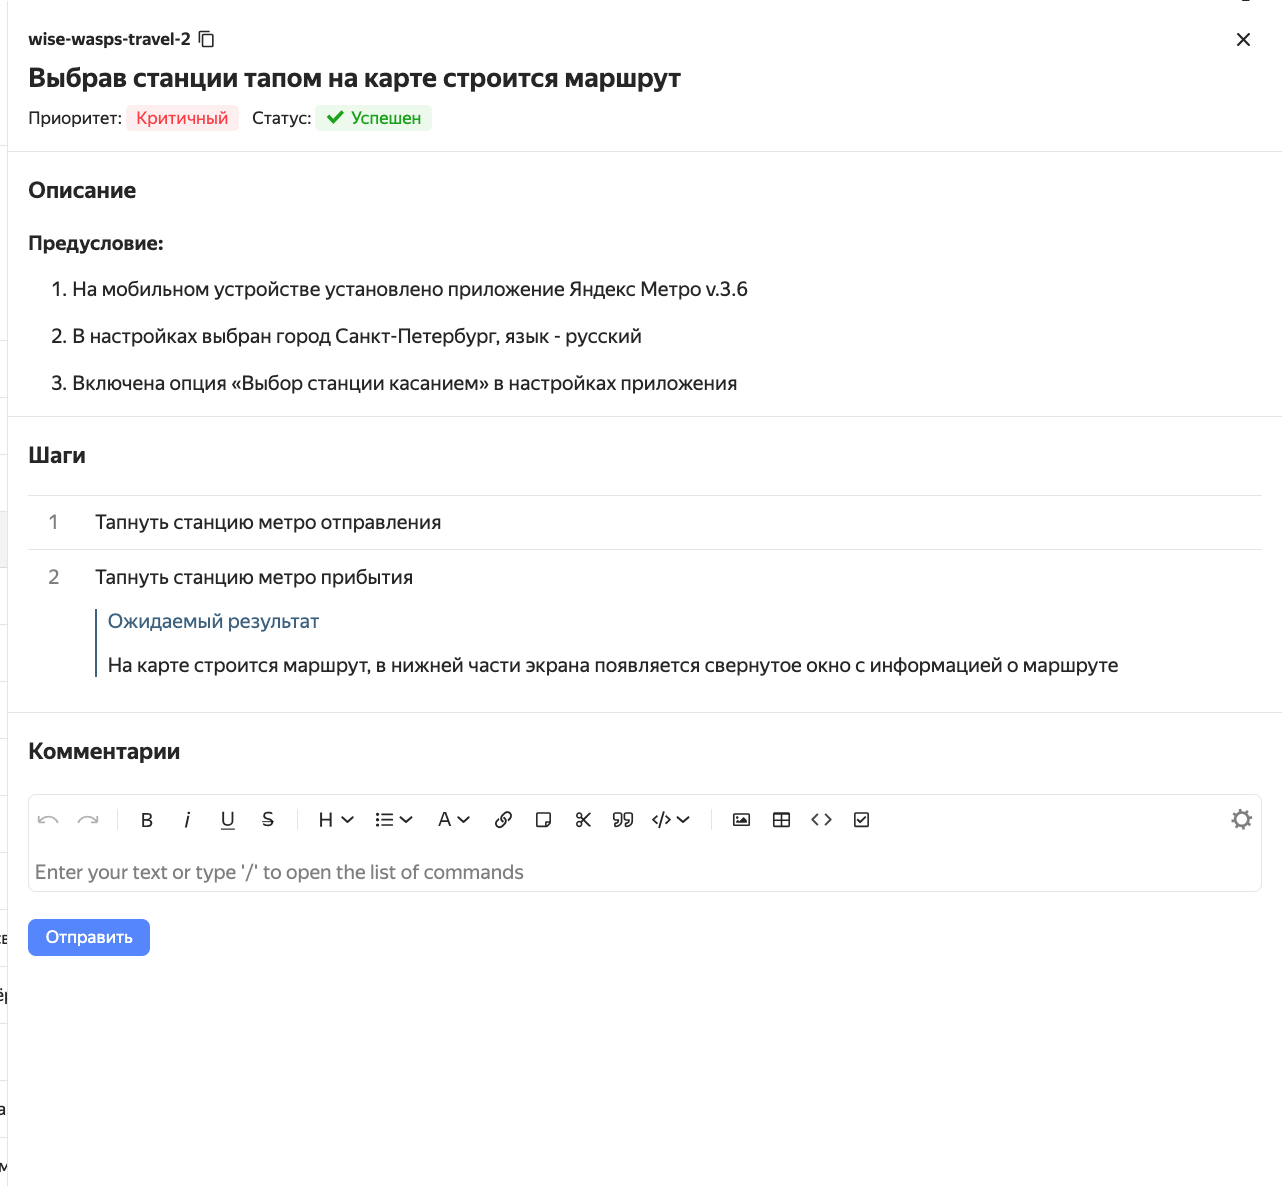 wise-wasps-travel-2
Выбрав станции тапом на карте строится маршрут
Приоритет: Критичный Статус: Успешен
Описание
Предусловие:
1. На мобильном устройстве установлено приложение Яндекс Метро v.3.6
2. В настройках выбран город Санкт-Петербург, язык - русский
3. Включена опция «Выбор станции касанием» в настройках приложения
Шаги
1 Тапнуть станцию метро отправления
2 Тапнуть станцию метро прибытия
Ожидаемый результат
На карте строится маршрут, в нижней части экрана появляется свернутое окно с информацией о маршруте
Комментарии
B i U S H A
Enter your text or type '/' to open the list of commands
Отправить